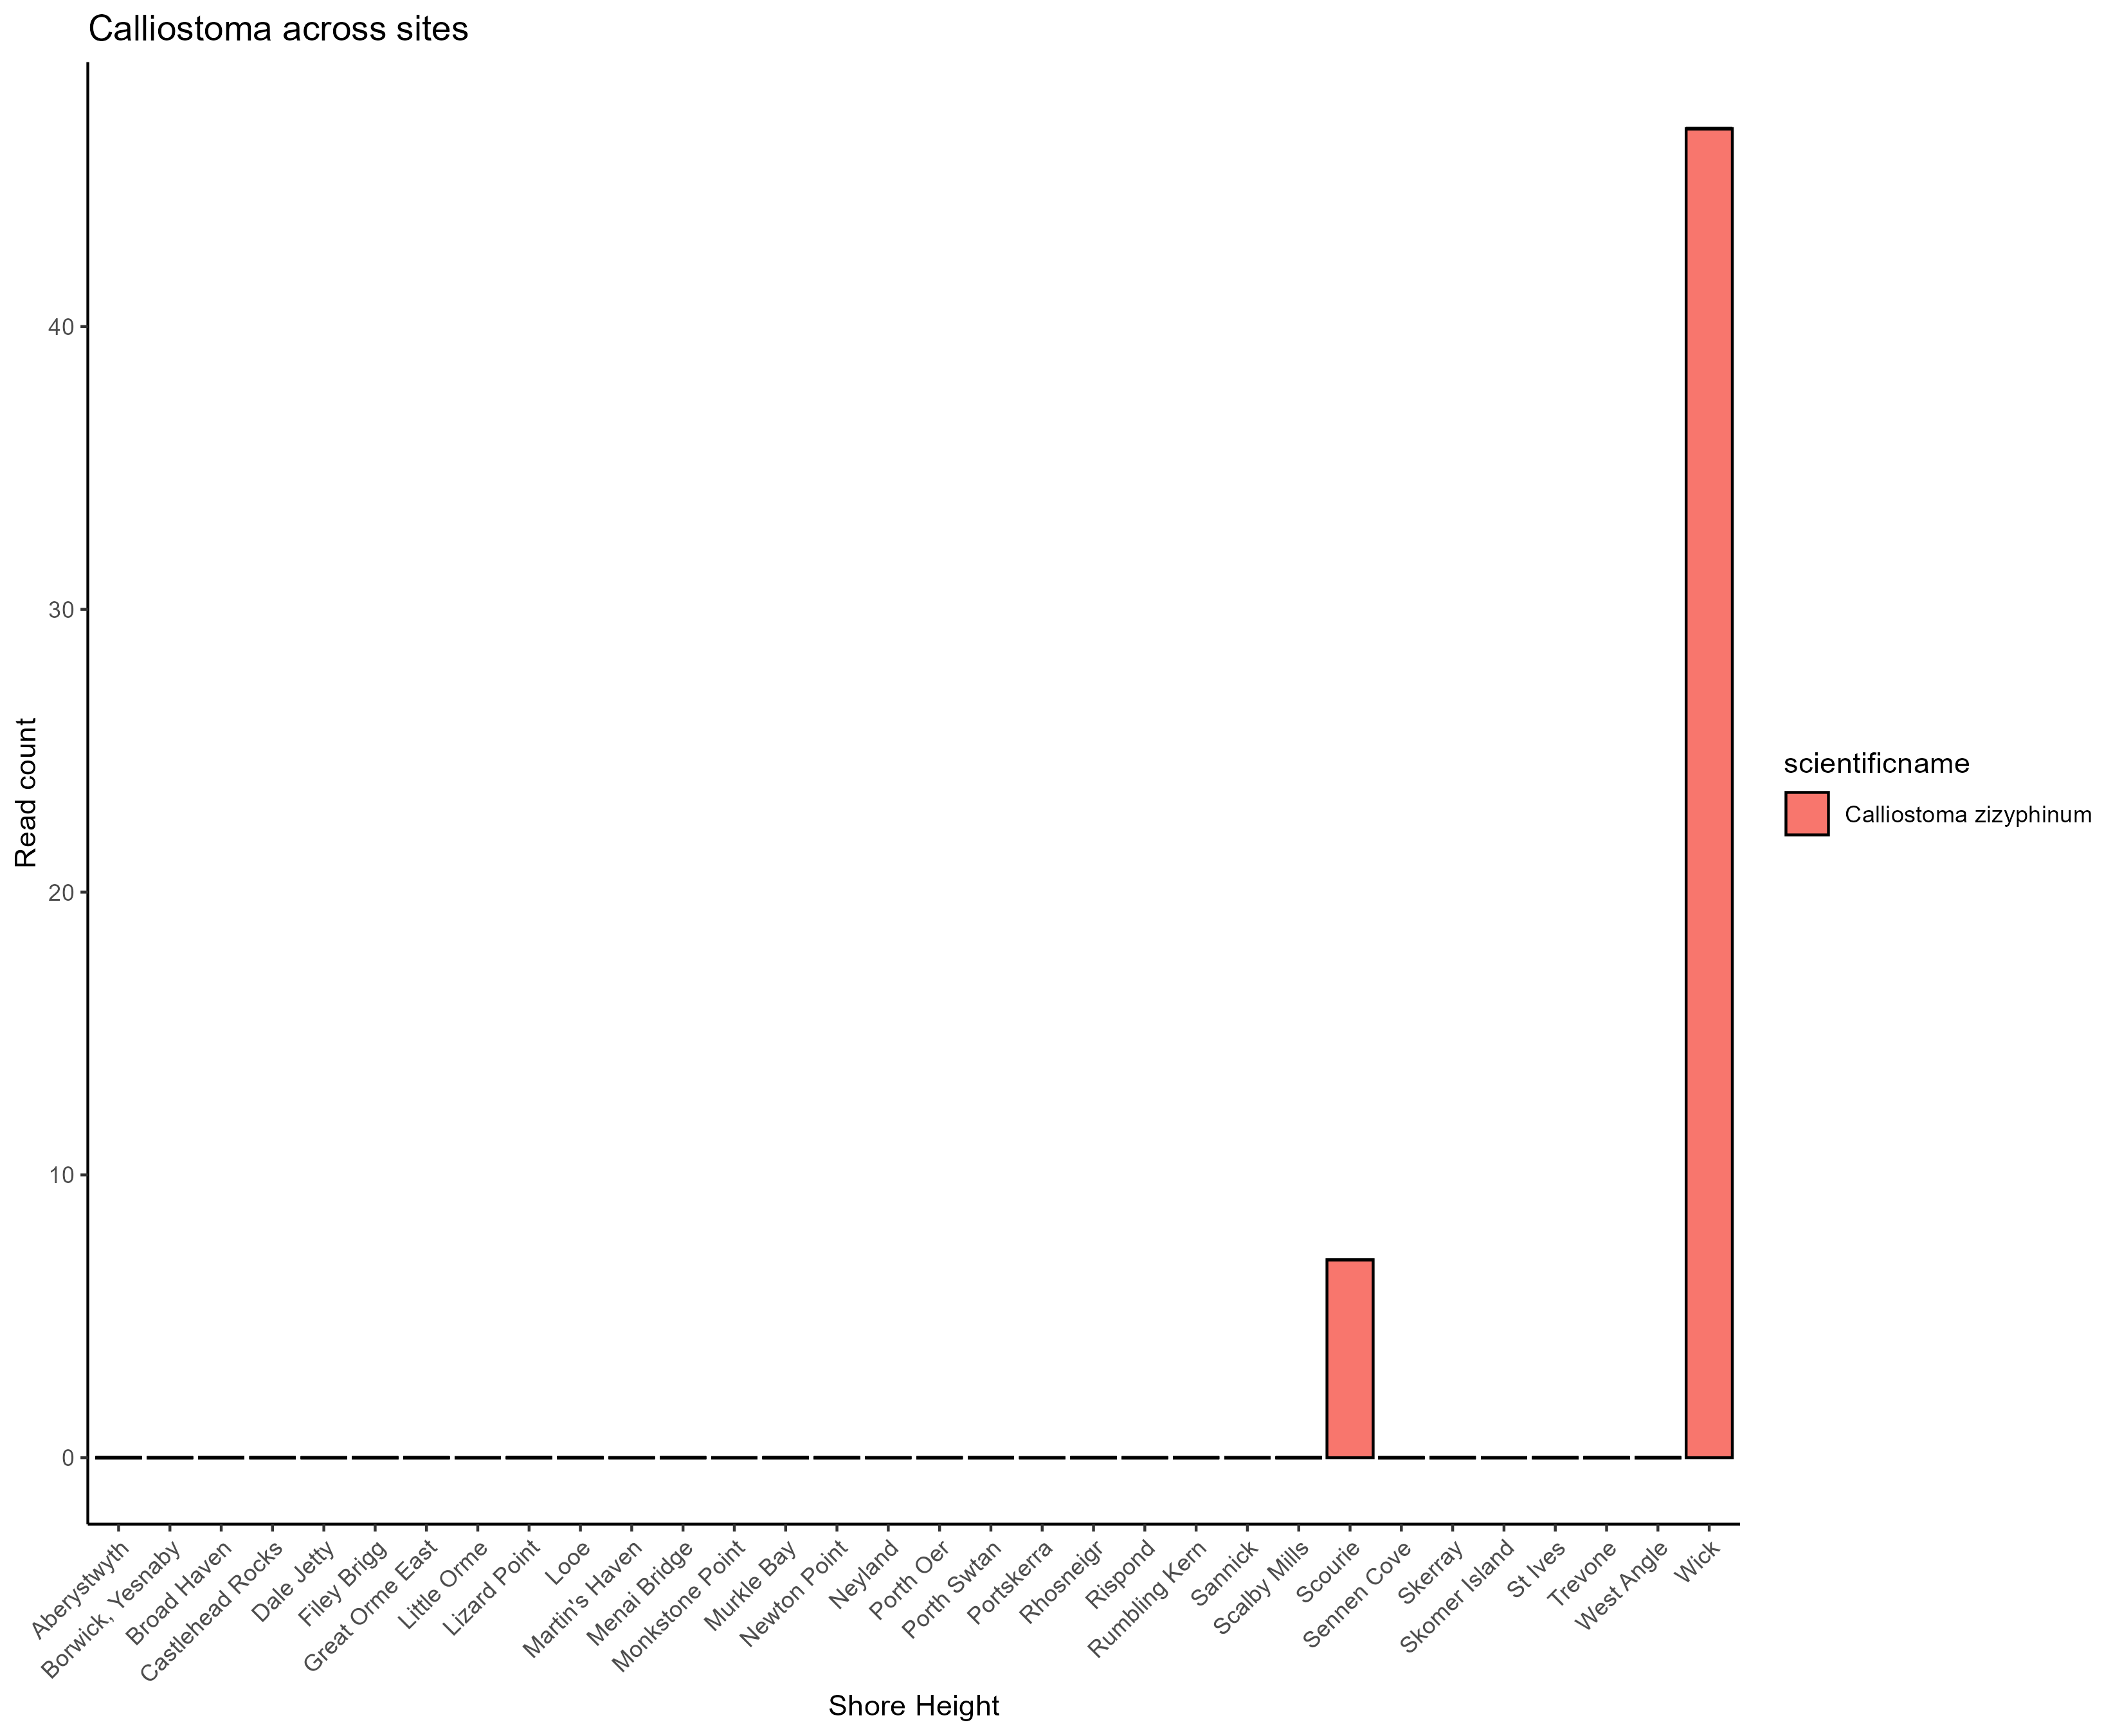 Calliostoma across sites
Read count
40
30
20
10
0
scientificname
Calliostoma zizyphinum
Aberystwyth
Borwick, Yesnaby
Broad Haven
Castlehead Rocks
Dale Jetty
Filey Brigg
Great Orme East
Little Orme
Lizard Point
Looe
Martin's Haven
Menai Bridge
Monkstone Point
Murkle Bay
Newton Point
Neyland
Porth Oer
Porth Swtan
Portskerra
Rhosneigr
Rispond
Rumbling Kern
Sannick
Scalby Mills
Scourie
Sennen Cove
Skerray
Skomer Island
St Ives
Trevone
West Angle
Wick
Shore Height